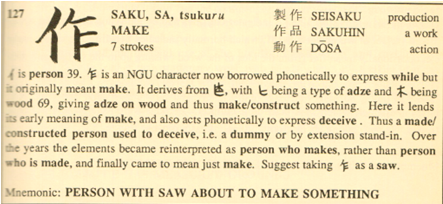 127
作
SAKU, SA, tsukuru
MAKE
7 strokes
製作 SEISAKU production
作品 SAKUHIN a work
動作 DŌSA action
亻 is person 39. 乍 is an NGU character now borrowed phonetically to express while but
it originally meant make. It derives from , with being a type of adze and 木 being
wood 69, giving adze on wood and thus make/construct something. Here it lends
its early meaning of make, and also acts phonetically to express deceive. Thus a made/
constructed person used to deceive, i.e. a dummy or by extension stand-in. Over
the years the elements became reinterpreted as person who makes, rather than person
who is made, and finally came to mean just make. Suggest taking 乍 as a saw.
Mnemonic: PERSON WITH SAW ABOUT TO MAKE SOMETHING